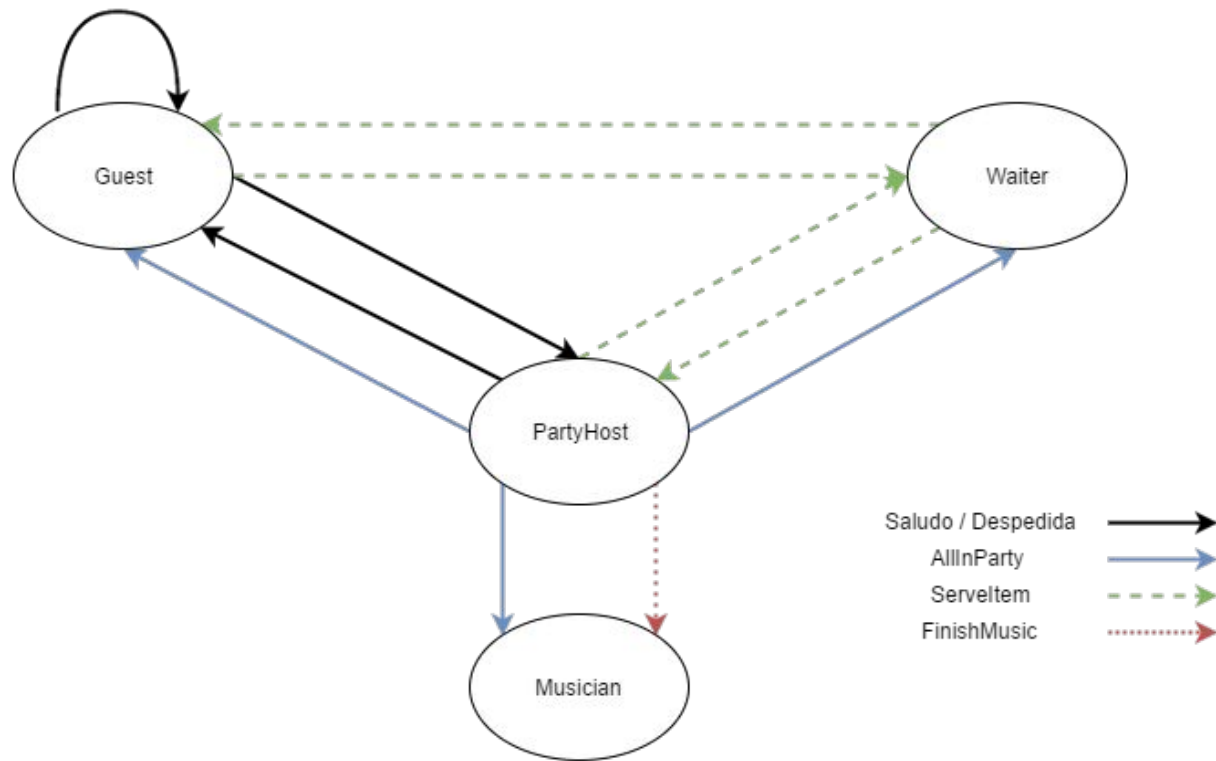 Guest
Waiter
PartyHost
Saludo / Despedida
AllInParty
ServeItem
FinishMusic
Musician